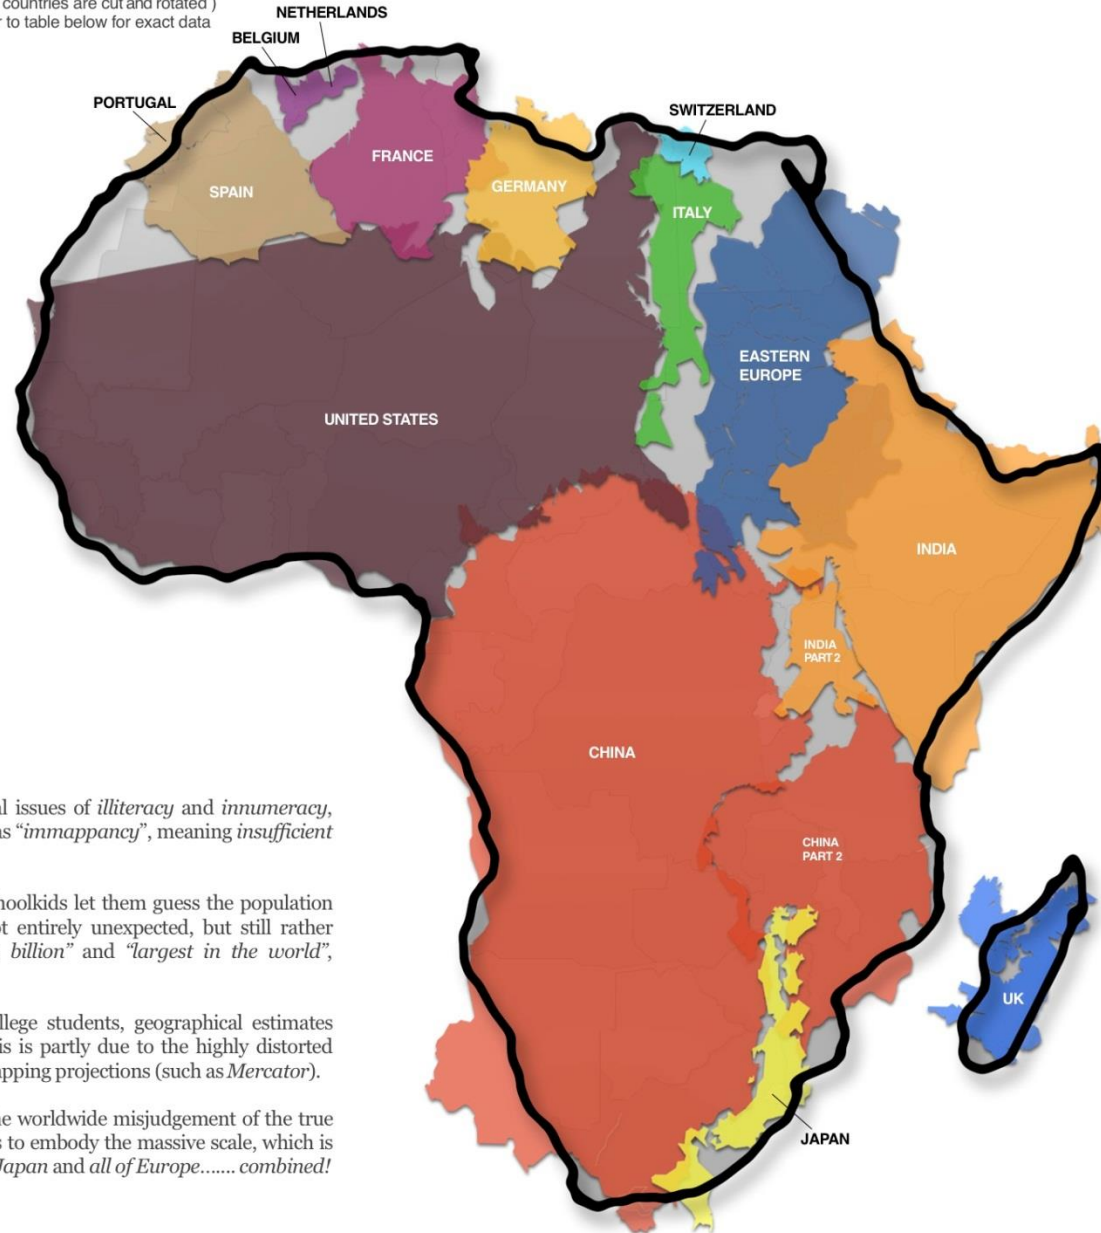 countries are cut and rotated )
r to table below for exact data
NETHERLANDS
BELGIUM
PORTUGAL
SWITZERLAND
FRANCE
SPAIN
GERMANY
ITALY
EASTERN
EUROPE
UNITED STATES
INDIA
INDIA
PART 2
CHINA
CHINA
PART 2
UK
JAPAN
al issues of illiteracy and innumeracy,
as “immappancy”, meaning insufficient
hoolkids let them guess the population
ot entirely unexpected, but still rather
billion” and “largest in the world”,
llege students, geographical estimates
is is partly due to the highly distorted
apping projections (such as Mercator).
he worldwide misjudgement of the true
s to embody the massive scale, which is
Japan and all of Europe....... combined!